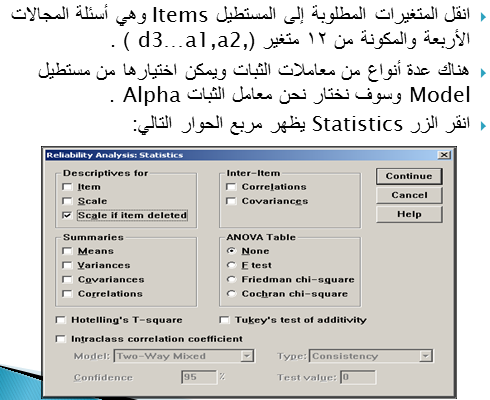 انقل المتغيرات المطلوبة إلى المستطيل Items وهي أسئلة المجالات
الأربعة والمكونة من ١٢ متغير (a1,a2,…d3 ) .
هناك عدة أنواع من معاملات الثبات ويمكن اختيارها من مستطيل
Model وسوف نختار نحن معامل الثبات Alpha .
انقر الزر Statistics يظهر مربع الحوار التالي:
Reliability Analysis: Statistics
Descriptives for
Item
Scale
Scale if item deleted
Inter-Item
Correlations
Covariances
Continue
Cancel
Help
Summaries
Means
Variances
Covariances
Correlations
ANOVA Table
None
F test
Friedman chi-square
Cochran chi-square
Hotelling's T-square
Tukey's test of additivity
Intraclass correlation coefficient
Model: Two-Way Mixed
Type: Consistency
Confidence 95 %
Test value: 0